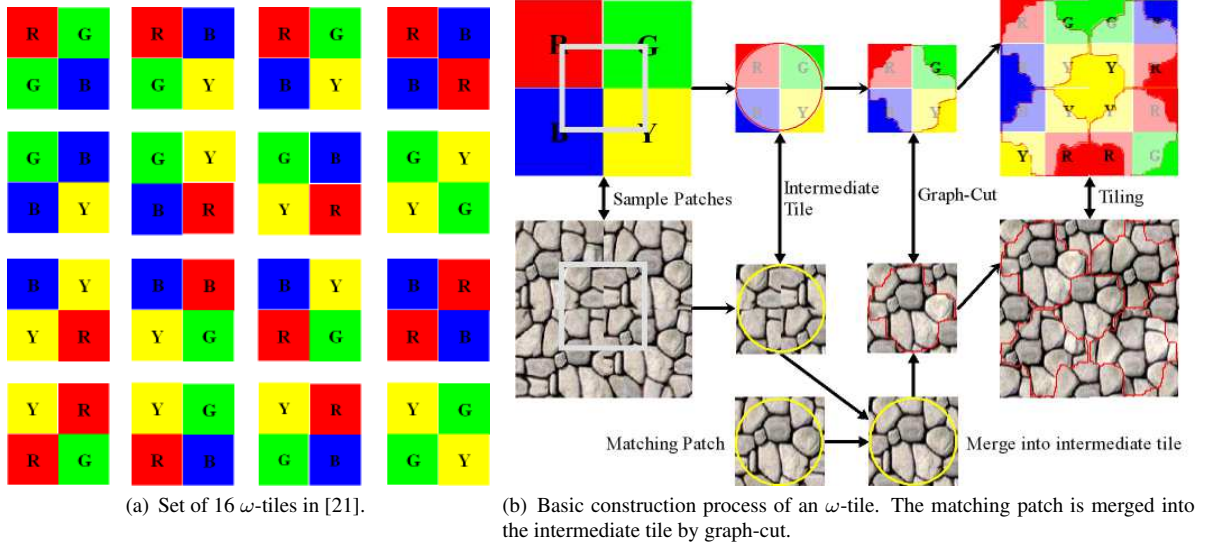 R G R B R G R B
G B G Y B Y B R
G B G Y G B G Y
B Y B R Y R Y G
B Y B R B Y B R
Y R Y G R G R B
Y R Y G Y R Y G
R G R B G B G Y
(a) Set of 16 ω-tiles in [21].
R G
B Y
R G
B Y
R G
B Y
R G G
Y Y R
Y Y R
Y R R G
Sample Patches
Intermediate
Tile
Graph-Cut
Tiling
Matching Patch
Merge into intermediate tile
(b) Basic construction process of an ω-tile. The matching patch is merged into
the intermediate tile by graph-cut.